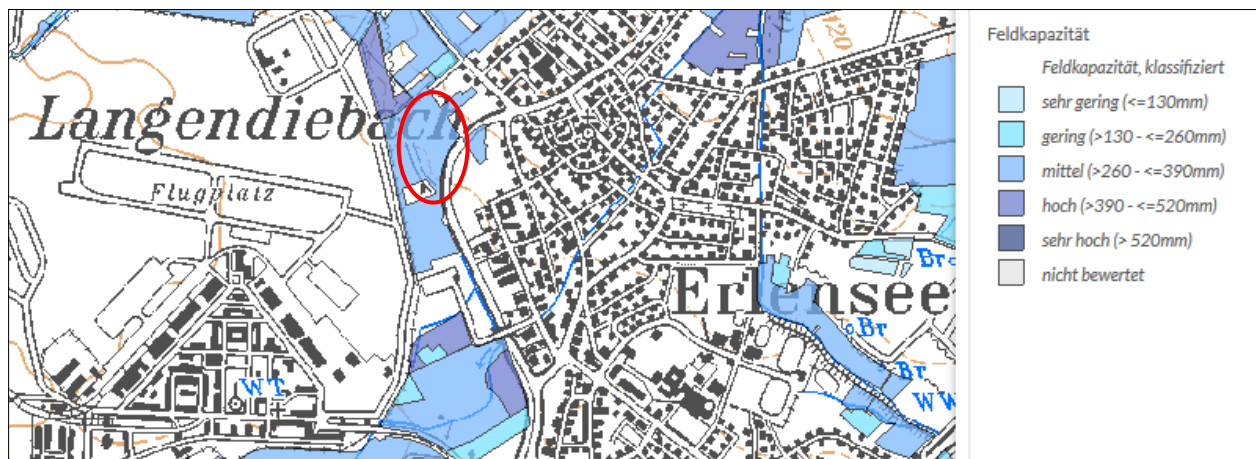 120
Langendiebach
Flugplatz
Erlensee
Br
Br
Br
WT
WW
Feldkapazität
Feldkapazität, klassifiziert
sehr gering (<=130mm)
gering (>130 - <=260mm)
mittel (>260 - <=390mm)
hoch (>390 - <=520mm)
sehr hoch (> 520mm)
nicht bewertet